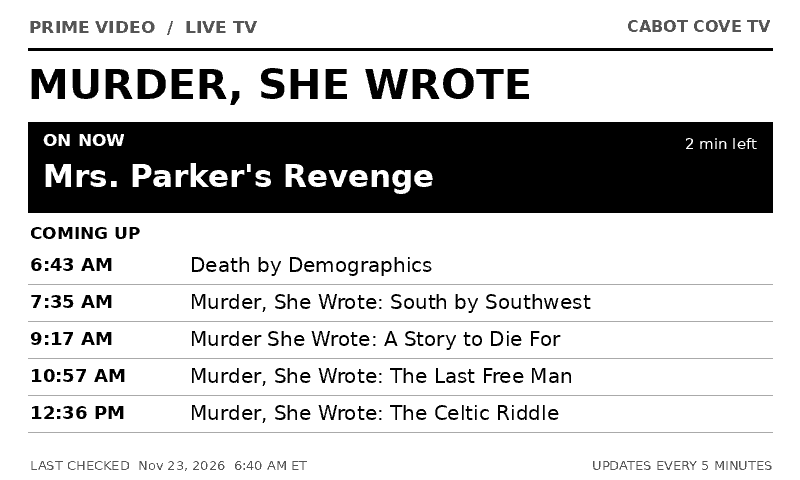 PRIME VIDEO / LIVE TV
CABOT COVE TV
MURDER, SHE WROTE
ON NOW
2 min left
Mrs. Parker's Revenge
COMING UP
6:43 AM Death by Demographics
7:35 AM Murder, She Wrote: South by Southwest
9:17 AM Murder She Wrote: A Story to Die For
10:57 AM Murder, She Wrote: The Last Free Man
12:36 PM Murder, She Wrote: The Celtic Riddle
LAST CHECKED Nov 23, 2026 6:40 AM ET
UPDATES EVERY 5 MINUTES